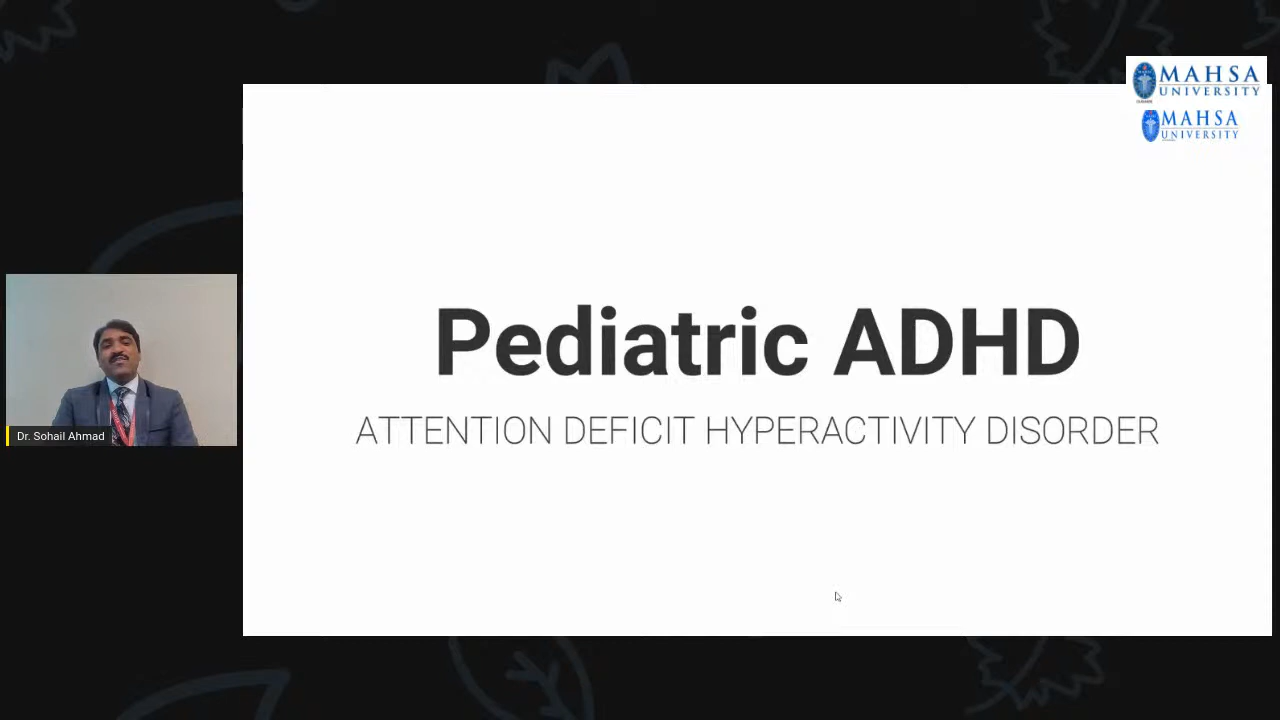 MAHSA
UNIVERSITY
MAHSA
UNIVERSITY
Pediatric ADHD
ATTENTION DEFICIT HYPERACTIVITY DISORDER
Dr. Sohail Ahmad